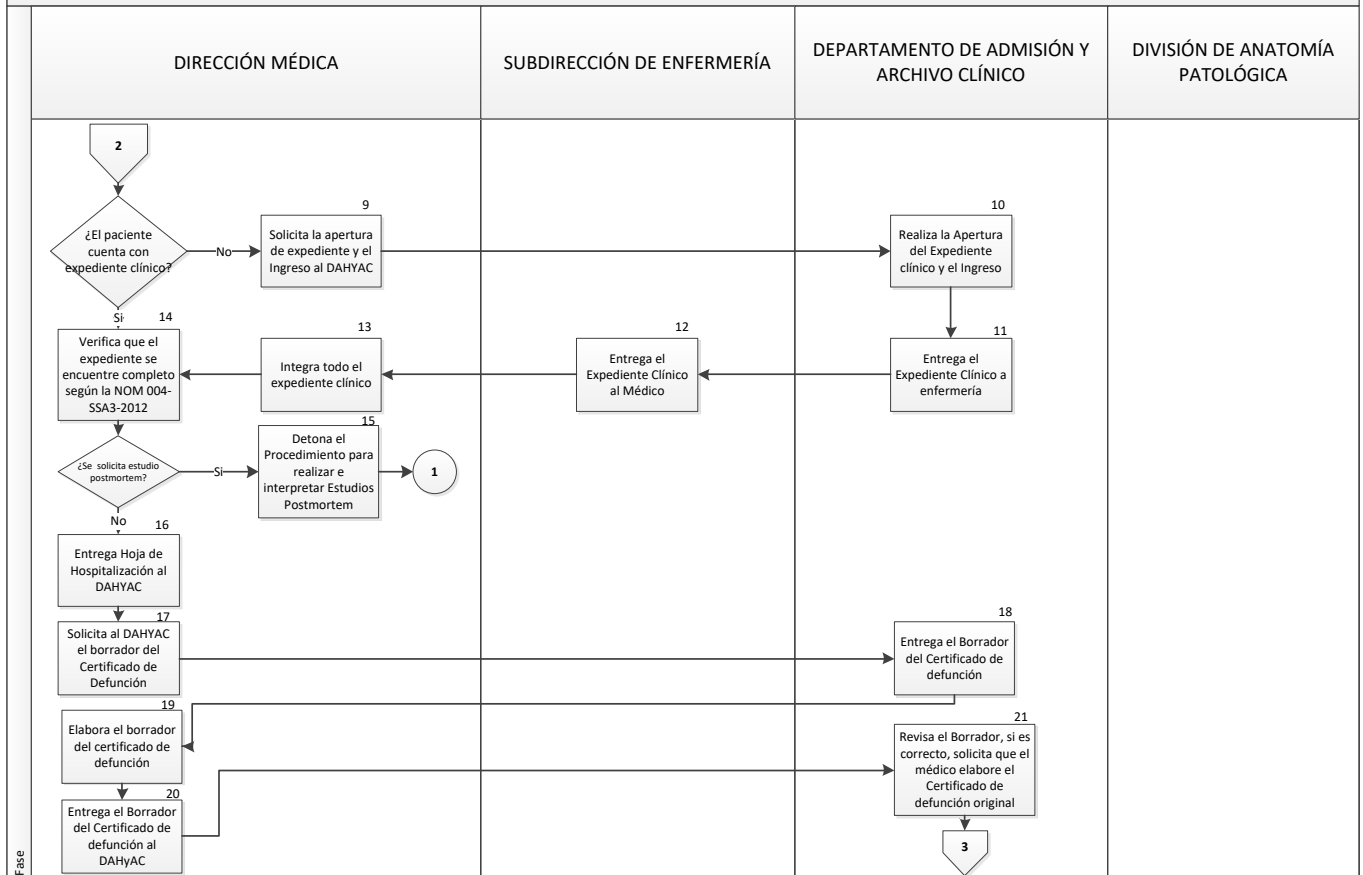 DIRECCIÓN MÉDICA
SUBDIRECCIÓN DE ENFERMERÍA
DEPARTAMENTO DE ADMISIÓN Y
ARCHIVO CLÍNICO
DIVISIÓN DE ANATOMÍA
PATOLÓGICA
2
¿El paciente
cuenta con
expediente clínico?
No
9
Solicita la apertura
de expediente y el
Ingreso al DAHYAC
10
Realiza la Apertura
del Expediente
clínico y el Ingreso
11
Entrega el
Expediente Clínico a
enfermería
12
Entrega el
Expediente Clínico
al Médico
13
Integra todo el
expediente clínico
Si
14
Verifica que el
expediente se
encuentre completo
según la NOM 004-
SSA3-2012
¿Se solicita estudio
postmortem?
Si
15
Detona el
Procedimiento para
realizar e
interpretar Estudios
Postmortem
1
No
16
Entrega Hoja de
Hospitalización al
DAHYAC
17
Solicita al DAHYAC
el borrador del
Certificado de
Defunción
18
Entrega el Borrador
del Certificado de
defunción
19
Elabora el borrador
del certificado de
defunción
20
Entrega el Borrador
del Certificado de
defunción al
DAHyAC
21
Revisa el Borrador, si es
correcto, solicita que el
médico elabore el
Certificado de
defunción original
3
Fase